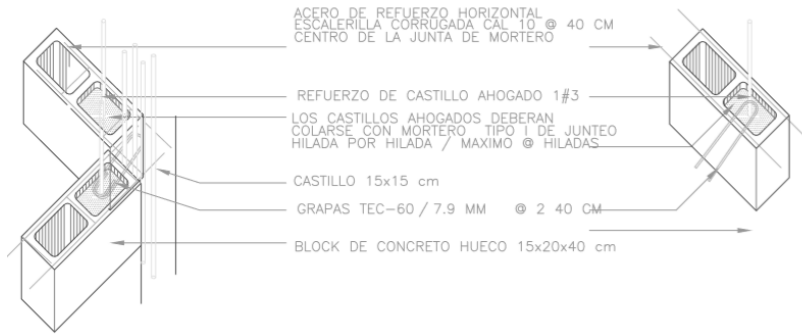 ACERO DE REFUERZO HORIZONTAL
ESCALERILLA CORRUGADA CAL 10 @ 40 CM
CENTRO DE LA JUNTA DE MORTERO
REFUERZO DE CASTILLO AHOGADO 1#3
LOS CASTILLOS AHOGADOS DEBERAN
COLARSE CON MORTERO TIPO I DE JUNTEO
HILADA POR HILADA / MAXIMO @ HILADAS
CASTILLO 15x15 cm
GRAPAS TEC-60 / 7.9 MM @ 2 40 CM
BLOCK DE CONCRETO HUECO 15x20x40 cm